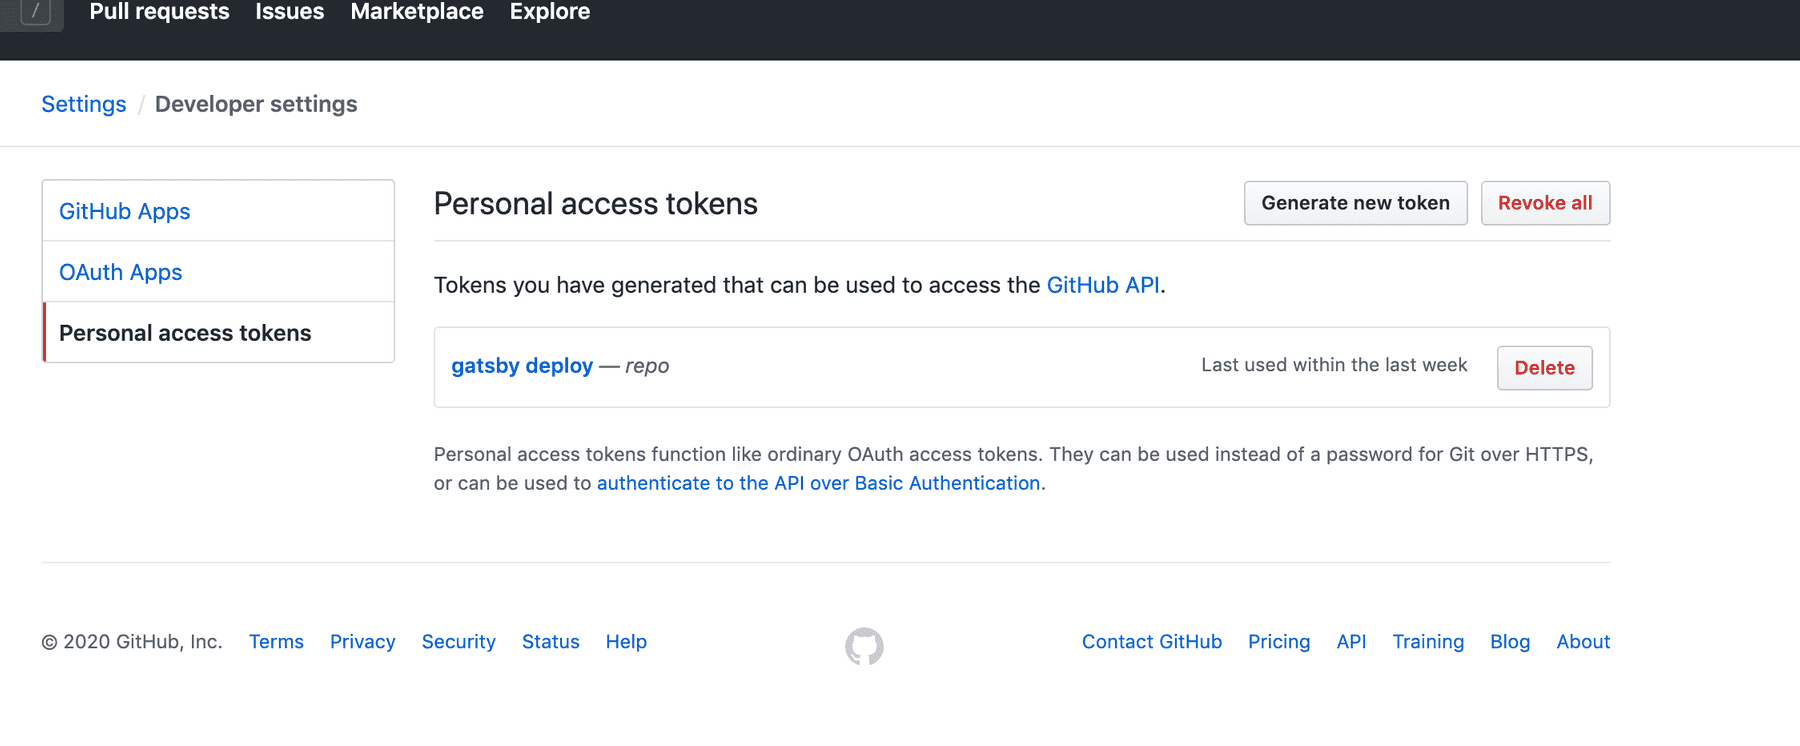 / Pull requests Issues Marketplace Explore
Settings / Developer settings
GitHub Apps
OAuth Apps
Personal access tokens
Personal access tokens Generate new token Revoke all
Tokens you have generated that can be used to access the GitHub API.
gatsby deploy — repo Last used within the last week Delete
Personal access tokens function like ordinary OAuth access tokens. They can be used instead of a password for Git over HTTPS,
or can be used to authenticate to the API over Basic Authentication.
© 2020 GitHub, Inc. Terms Privacy Security Status Help Contact GitHub Pricing API Training Blog About